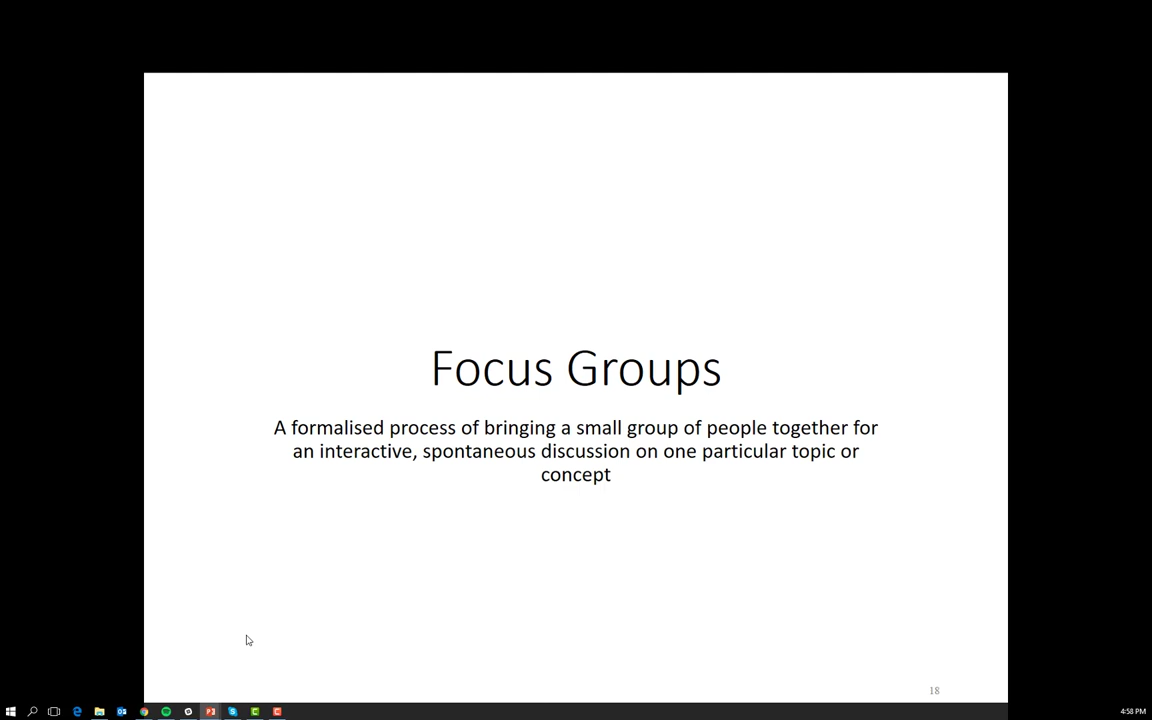 Focus Groups
A formalised process of bringing a small group of people together for
an interactive, spontaneous discussion on one particular topic or
concept
18
4:58 PM